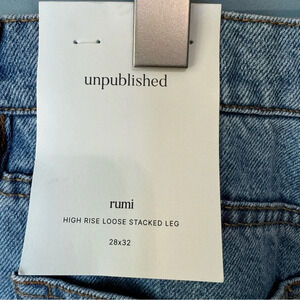 unpublished
rumi
HIGH RISE LOOSE STACKED LEG
28x32